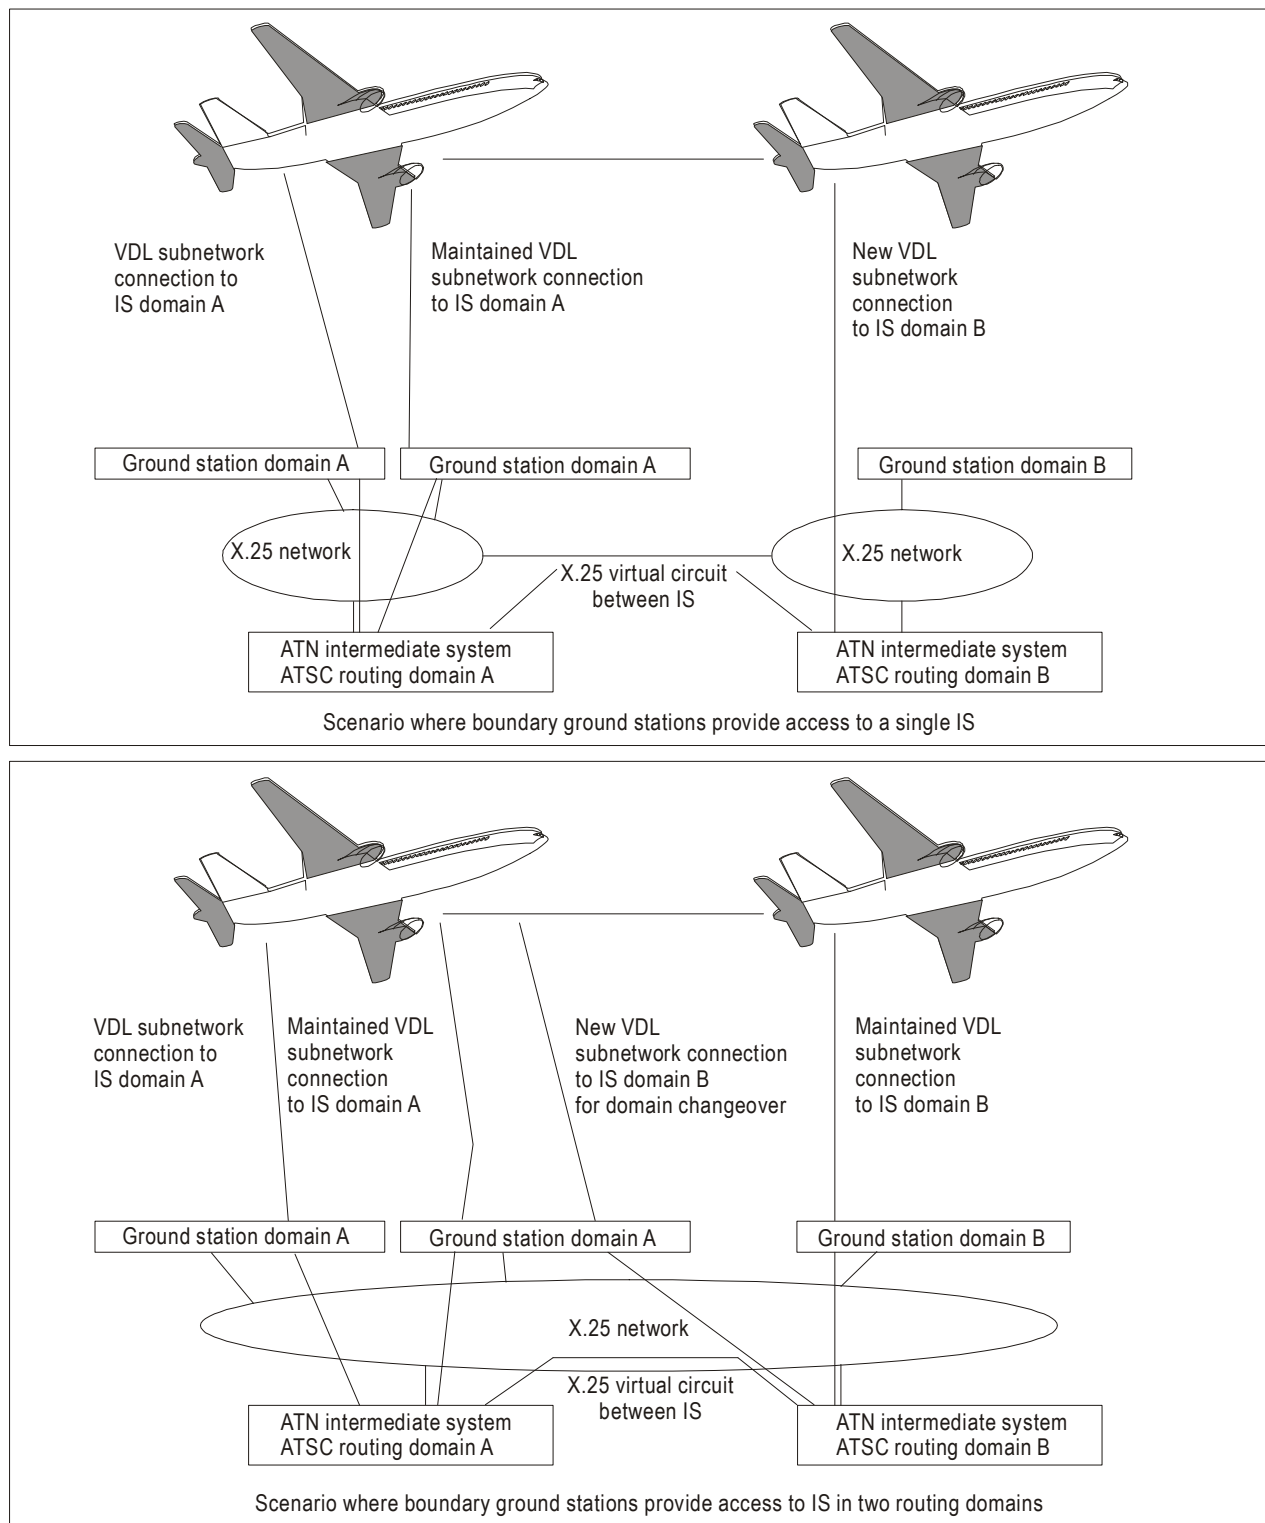 VDL subnetwork
connection to
IS domain A
Maintained VDL
subnetwork connection
to IS domain A
New VDL
subnetwork
connection
to IS domain B
Ground station domain A
Ground station domain A
Ground station domain B
X.25 network
X.25 network
X.25 virtual circuit
between IS
ATN intermediate system
ATSC routing domain A
ATN intermediate system
ATSC routing domain B
Scenario where boundary ground stations provide access to a single IS
VDL subnetwork
connection to
IS domain A
Maintained VDL
subnetwork
connection
to IS domain A
New VDL
subnetwork connection
to IS domain B
for domain changeover
Maintained VDL
subnetwork
connection
to IS domain B
Ground station domain A
Ground station domain A
Ground station domain B
X.25 network
X.25 virtual circuit
between IS
ATN intermediate system
ATSC routing domain A
ATN intermediate system
ATSC routing domain B
Scenario where boundary ground stations provide access to IS in two routing domains